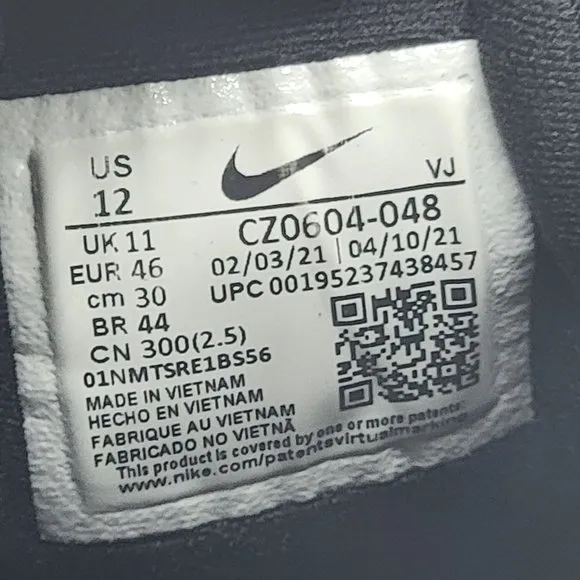 US
12
VJ
UK 11
EUR 46
cm 30
BR 44
CN 300(2.5)
CZ0604-048
02/03/21 | 04/10/21
UPC 00195237438457
01NMTSRE1BS56
MADE IN VIETNAM
HECHO EN VIETNAM
FABRIQUE AU VIETNAM
FABRICADO NO VIETNÃ
This product is covered by one or more patents:
www.nike.com/patentsvirtualmarking